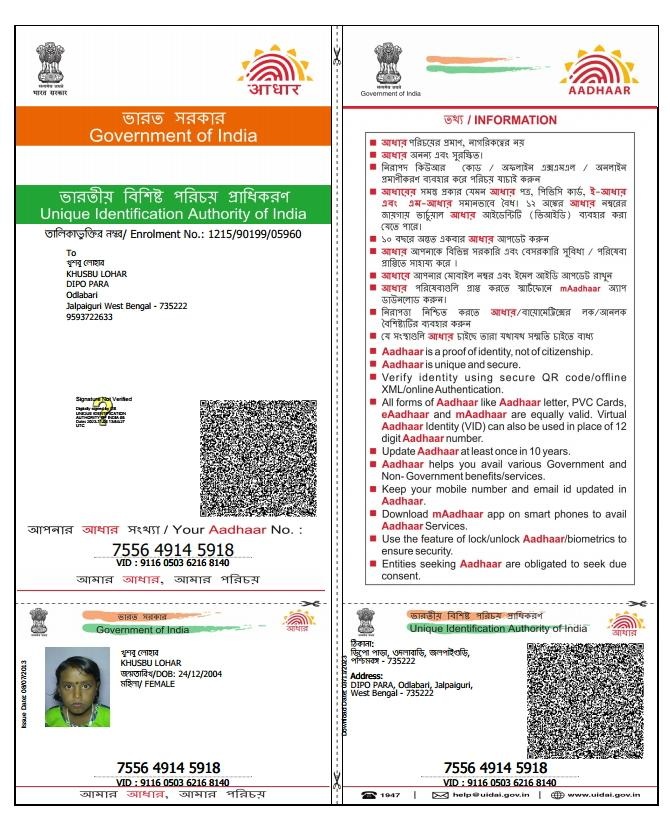 भारत सरकार
আধার
ভারত সরকার
Government of India
ভারতীয় বিশিষ্ট পরিচয় প্রাধিকরণ
Unique Identification Authority of India
তালিকাভুক্তির নম্বর/ Enrolment No.: 1215/90199/05960
To
খুশবু লোহার
KHUSBU LOHAR
DIPO PARA
Odlabari
Jalpaiguri West Bengal - 735222
9593722633
Signature Not Verified
Digitally signed by DS
UNIQUE IDENTIFICATION
AUTHORITY OF INDIA 05
UTC
আপনার আধার সংখ্যা / Your Aadhaar No. :
7556 4914 5918
VID : 9116 0503 6216 8140
আমার আধার, আমার পরিচয়
Government of India
AADHAAR
তথ্য / INFORMATION
আধার পরিচয়ের প্রমাণ, নাগরিকত্বের নয়
আধার অনন্য এবং সুরক্ষিত।
নিরাপদ কিউআর কোড / অফলাইন এক্সএমএল / অনলাইন
প্রমাণীকরণ ব্যবহার করে পরিচয় যাচাই করুন
আধারের সমস্ত প্রকার যেমন আধার পত্র, পিভিসি কার্ড, ই-আধার
এবং এম-আধার সমানভাবে বৈধ। ১২ অঙ্কের আধার নম্বরের
জায়গায় ভার্চুয়াল আধার আইডেন্টিটি (ভিআইডি) ব্যবহার করা
যেতে পারে।
১০ বছরে অন্তত একবার আধার আপডেট করুন
আধার আপনাকে বিভিন্ন সরকারি এবং বেসরকারি সুবিধা / পরিষেবা
প্রাপ্তিতে সাহায্য করে ।
আধারে আপনার মোবাইল নম্বর এবং ইমেল আইডি আপডেট রাখুন
আধার পরিষেবাগুলি প্রাপ্ত করতে স্মার্টফোনে mAadhaar অ্যাপ
ডাউনলোড করুন।
নিরাপত্তা নিশ্চিত করতে আধার/বায়োমেট্রিক্সের লক/আনলক
বৈশিষ্ট্যটির ব্যবহার করুন
যে সংস্থাগুলি আধার চাইছে তারা যথাযথ সম্মতি চাইতে বাধ্য
Aadhaar is a proof of identity, not of citizenship.
Aadhaar is unique and secure.
Verify identity using secure QR code/offline
XML/online Authentication.
All forms of Aadhaar like Aadhaar letter, PVC Cards,
eAadhaar and mAadhaar are equally valid. Virtual
Aadhaar Identity (VID) can also be used in place of 12
digit Aadhaar number.
Update Aadhaar at least once in 10 years.
Aadhaar helps you avail various Government and
Non- Government benefits/services.
Keep your mobile number and email id updated in
Aadhaar.
Download mAadhaar app on smart phones to avail
Aadhaar Services.
Use the feature of lock/unlock Aadhaar/biometrics to
ensure security.
Entities seeking Aadhaar are obligated to seek due
consent.
ভারত সরকার
Government of India
আধার
Issue Date: 08/07/2013
খুশবু লোহার
KHUSBU LOHAR
জন্মতারিখ/DOB: 24/12/2004
মহিলা/ FEMALE
7556 4914 5918
VID : 9116 0503 6216 8140
আমার আধার, আমার পরিচয়
ভারতীয় বিশিষ্ট পরিচয় প্রাধিকরণ
Unique Identification Authority of India
আধার
Download Date:
ঠিকানা:
ডিপো পাড়া, ওদলাবাড়ি, জলপাইগুড়ি,
পশ্চিমবঙ্গ - 735222
Address:
DIPO PARA, Odlabari, Jalpaiguri,
West Bengal - 735222
7556 4914 5918
VID : 9116 0503 6216 8140
1947 | help@uidai.gov.in | www.uidai.gov.in